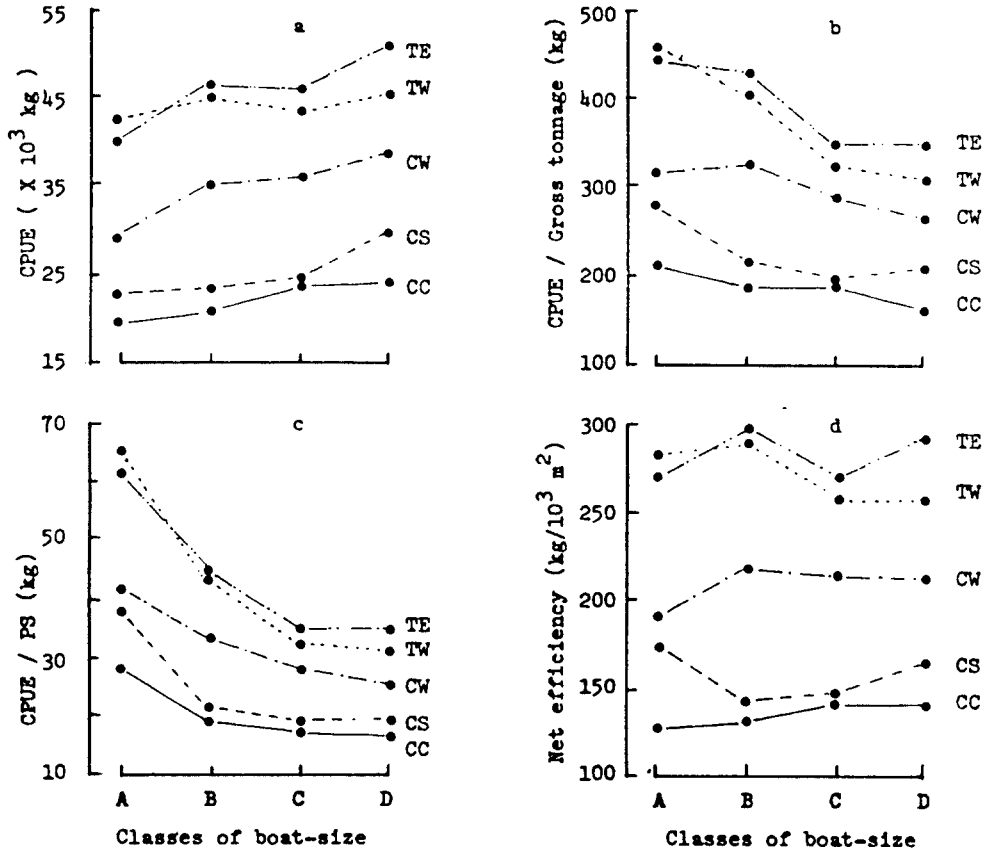 a
CPUE ( X 10³ kg)
55
45
35
25
15
TE
TW
CW
CS
CC
b
CPUE / Gross tonnage (kg)
500
400
300
200
100
TE
TW
CW
CS
CC
c
CPUE / PS (kg)
70
50
30
10
TE
TW
CW
CS
CC
A B C D
Classes of boat-size
d
Net efficiency (kg/10³ m²)
300
250
200
150
100
TE
TW
CW
CS
CC
A B C D
Classes of boat-size